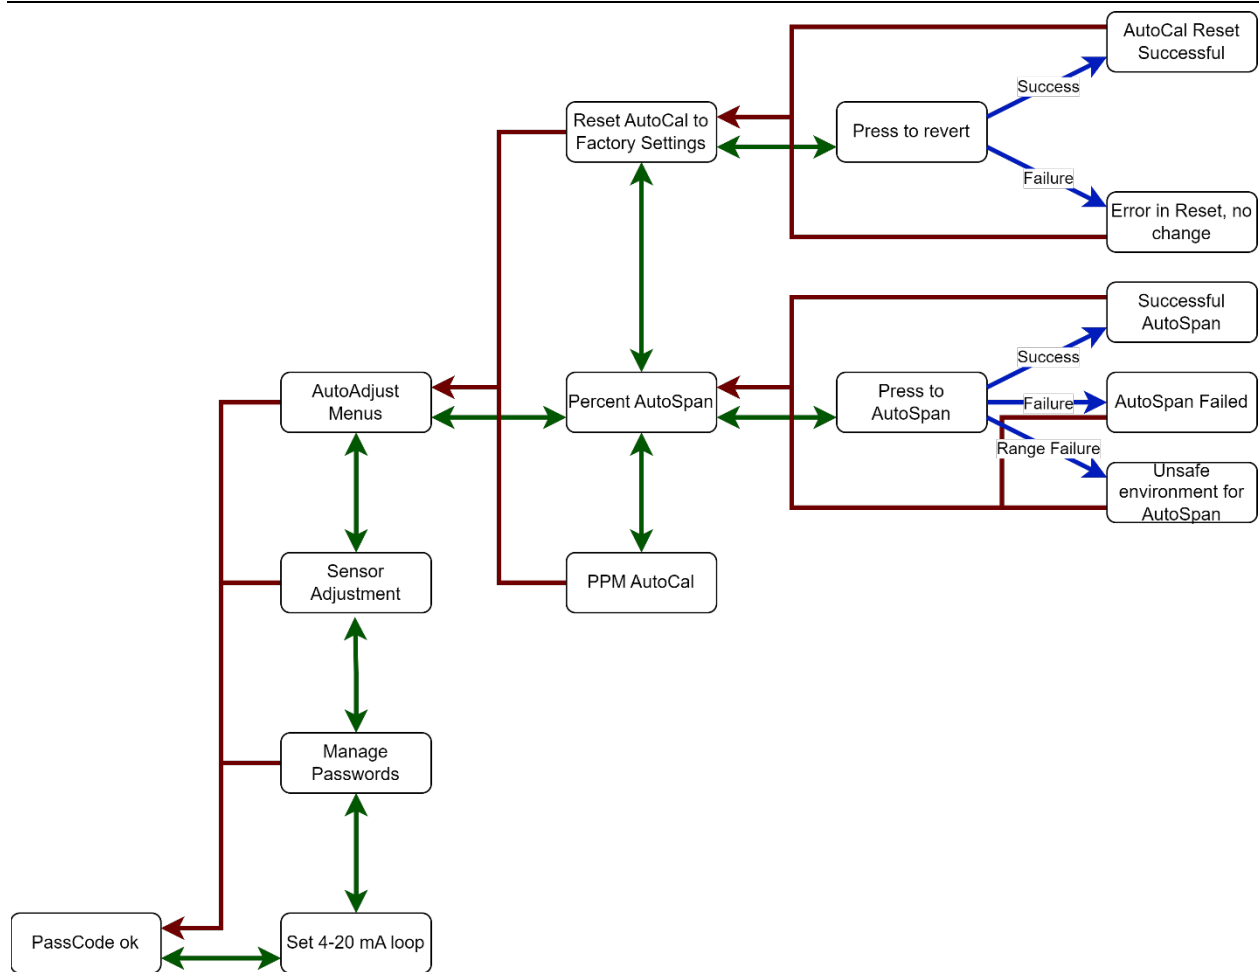 AutoCal Reset
Successful
Success
Reset AutoCal to
Factory Settings
Press to revert
Failure
Error in Reset, no
change
Successful
AutoSpan
Success
AutoAdjust
Menus
Percent AutoSpan
Press to
AutoSpan
Failure
AutoSpan Failed
Range Failure
Unsafe
environment for
AutoSpan
Sensor
Adjustment
PPM AutoCal
Manage
Passwords
PassCode ok
Set 4-20 mA loop